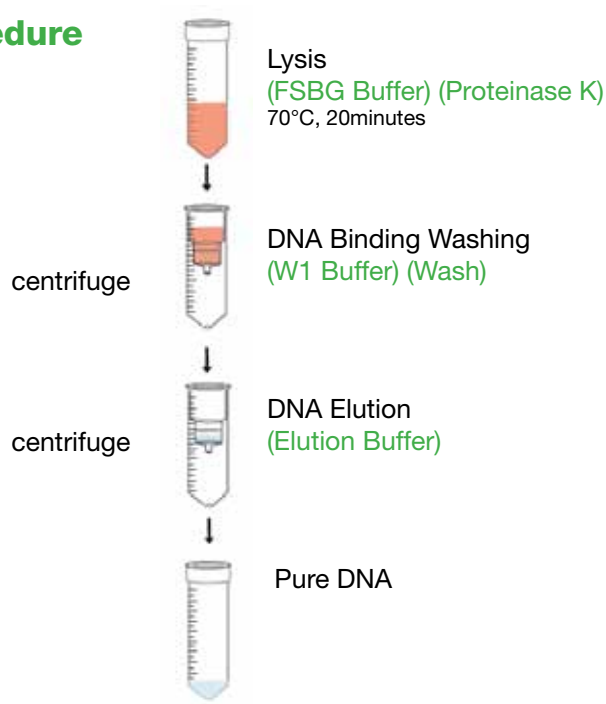 edure
Lysis
(FSBG Buffer) (Proteinase K)
70°C, 20minutes
DNA Binding Washing
(W1 Buffer) (Wash)
centrifuge
DNA Elution
(Elution Buffer)
centrifuge
Pure DNA